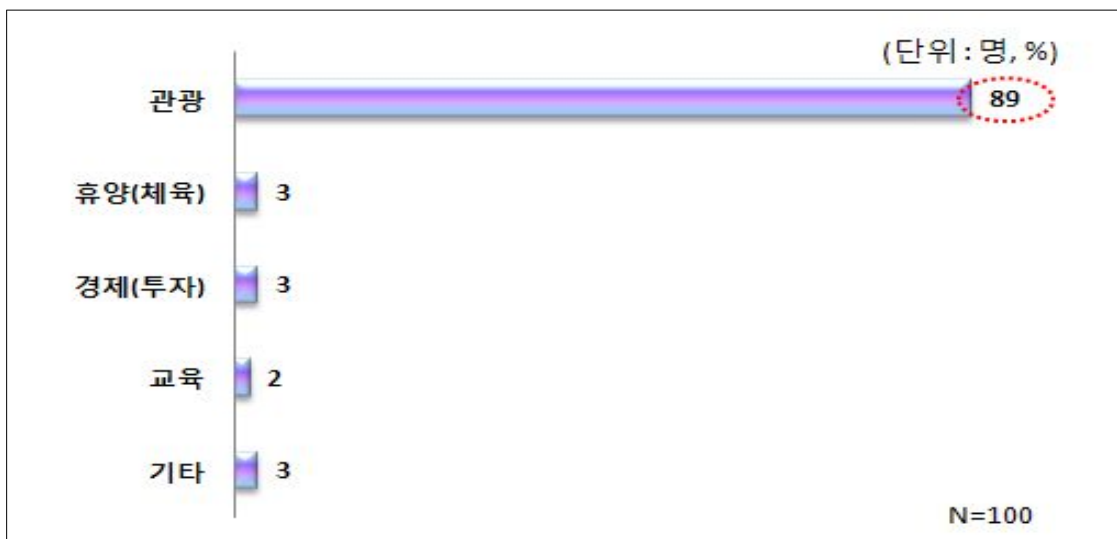 (단위 : 명, %)
관광 89
휴양(체육) 3
경제(투자) 3
교육 2
기타 3
N=100